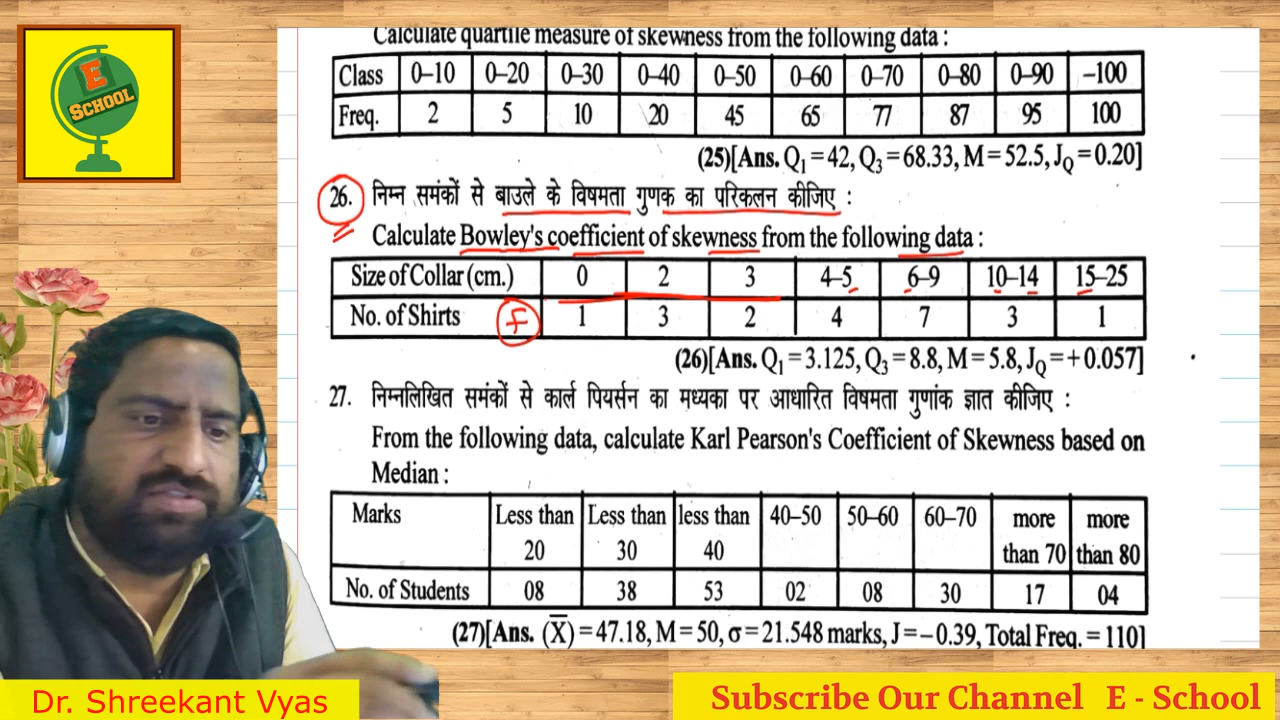 E
SCHOOL
Calculate quartile measure of skewness from the following data :
Class 0–10 0–20 0–30 0–40 0–50 0–60 0–70 0–80 0–90 –100
Freq. 2 5 10 20 45 65 77 87 95 100
(25)[Ans. Q1 = 42, Q3 = 68.33, M = 52.5, JQ = 0.20]
26. निम्न समंकों से बाउले के विषमता गुणक का परिकलन कीजिए :
Calculate Bowley's coefficient of skewness from the following data :
Size of Collar (cm.) 0 2 3 4–5 6–9 10–14 15–25
No. of Shirts f 1 3 2 4 7 3 1
(26)[Ans. Q1 = 3.125, Q3 = 8.8, M = 5.8, JQ = +0.057]
27. निम्नलिखित समंकों से कार्ल पियर्सन का मध्यका पर आधारित विषमता गुणांक ज्ञात कीजिए :
From the following data, calculate Karl Pearson's Coefficient of Skewness based on
Median :
Marks Less than 20 Less than 30 less than 40 40–50 50–60 60–70 more than 70 more than 80
No. of Students 08 38 53 02 08 30 17 04
(27)[Ans. (X̅) = 47.18, M = 50, σ = 21.548 marks, J = –0.39, Total Freq. = 110]
Dr. Shreekant Vyas
Subscribe Our Channel E - School